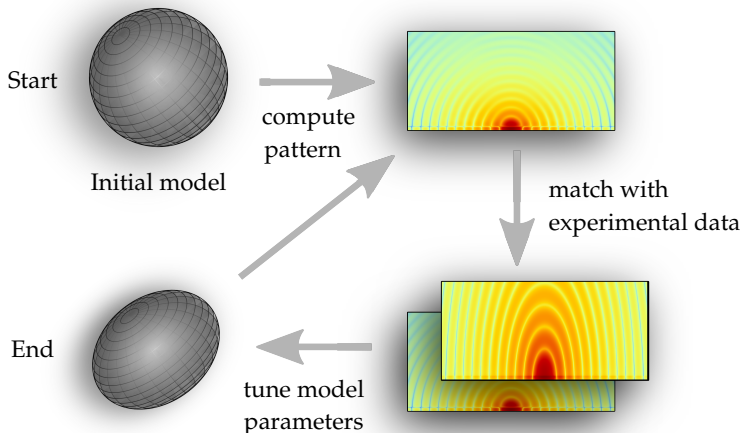 Start
compute
pattern
Initial model
match with
experimental data
End
tune model
parameters